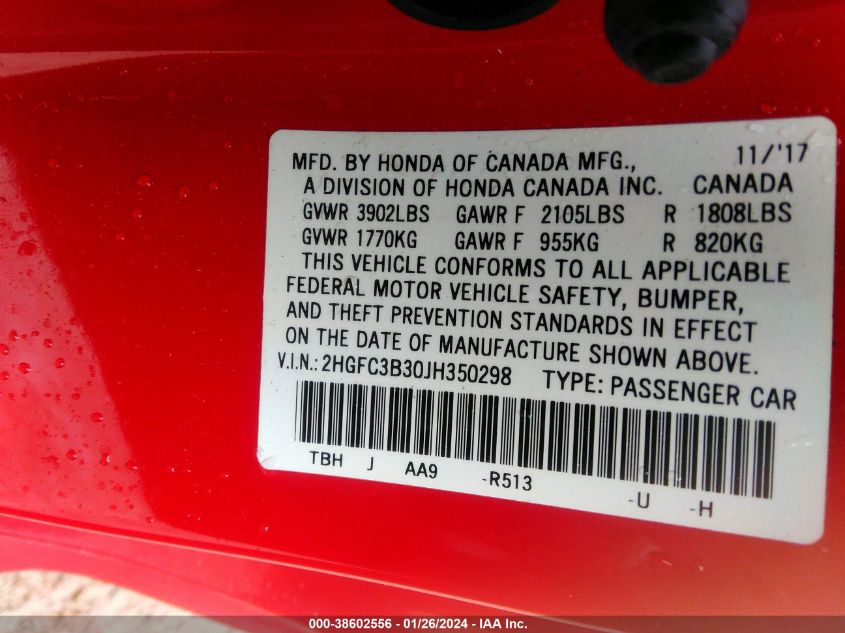 11/'17
MFD. BY HONDA OF CANADA MFG.,
A DIVISION OF HONDA CANADA INC. CANADA
GVWR 3902LBS GAWR F 2105LBS R 1808LBS
GVWR 1770KG GAWR F 955KG R 820KG
THIS VEHICLE CONFORMS TO ALL APPLICABLE
FEDERAL MOTOR VEHICLE SAFETY, BUMPER,
AND THEFT PREVENTION STANDARDS IN EFFECT
ON THE DATE OF MANUFACTURE SHOWN ABOVE.
V.I.N.: 2HGFC3B30JH350298 TYPE: PASSENGER CAR
TBH J AA9 -R513 -U -H
000-38602556 - 01/26/2024 - IAA Inc.